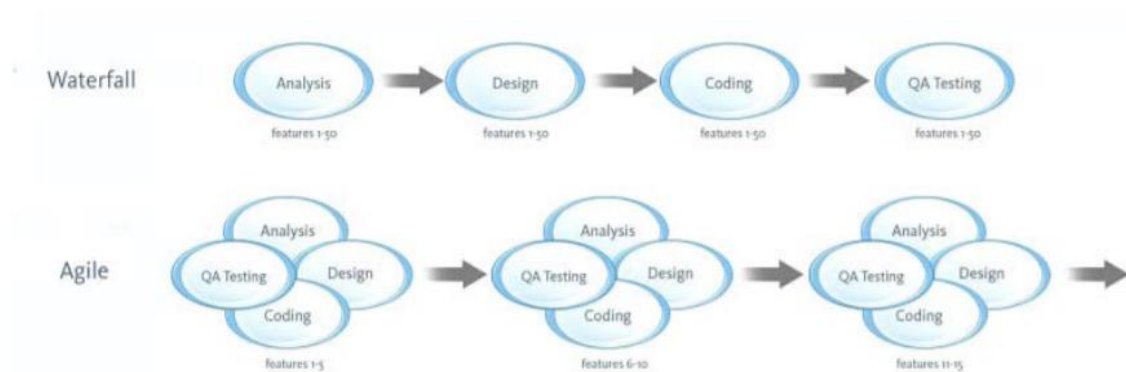 Waterfall
Analysis
Design
Coding
QA Testing
features 1-50
features 1-50
features 1-50
features 1-50
Agile
Analysis
QA Testing
Design
Coding
features 1-5
Analysis
QA Testing
Design
Coding
features 6-10
Analysis
QA Testing
Design
Coding
features 11-15